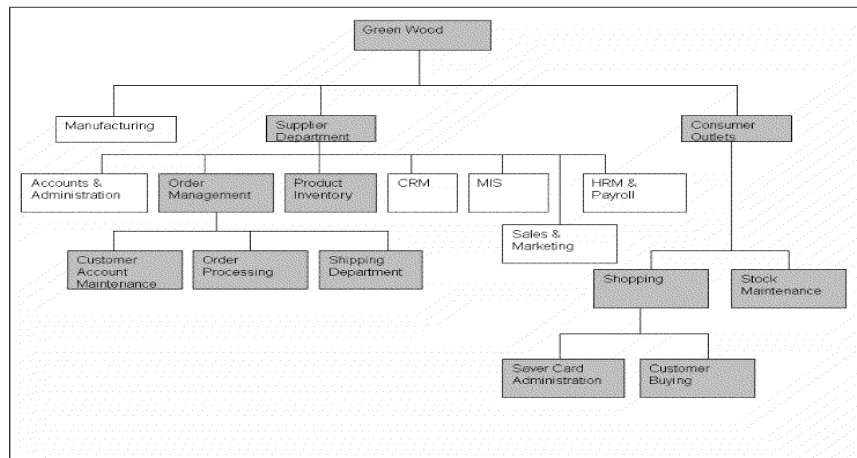 Green Wood
Manufacturing
Supplier
Department
Consumer
Outlets
Accounts &
Administration
Order
Management
Product
Inventory
CRM
MIS
HRM &
Payroll
Sales &
Marketing
Customer
Account
Maintenance
Order
Processing
Shipping
Department
Shopping
Stock
Maintenance
Saver Card
Administration
Customer
Buying